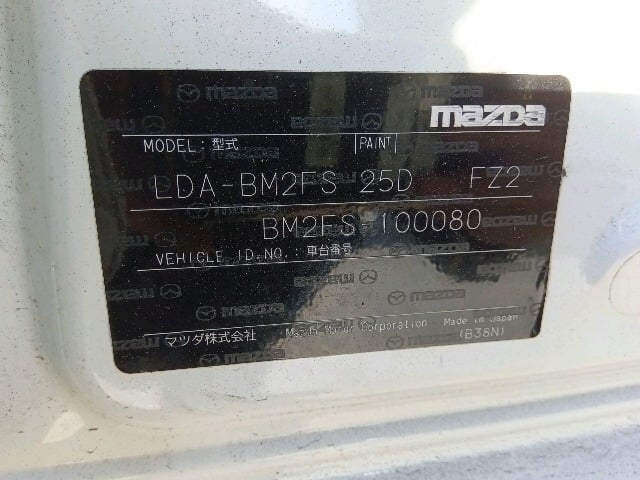 mazda
MODEL:型式 PAINT
LDA-BM2FS 25D FZ2
BM2FS-100080
VEHICLE ID.NO.:車台番号
マツダ株式会社 Mazda Motor Corporation Made in Japan
(B38N)